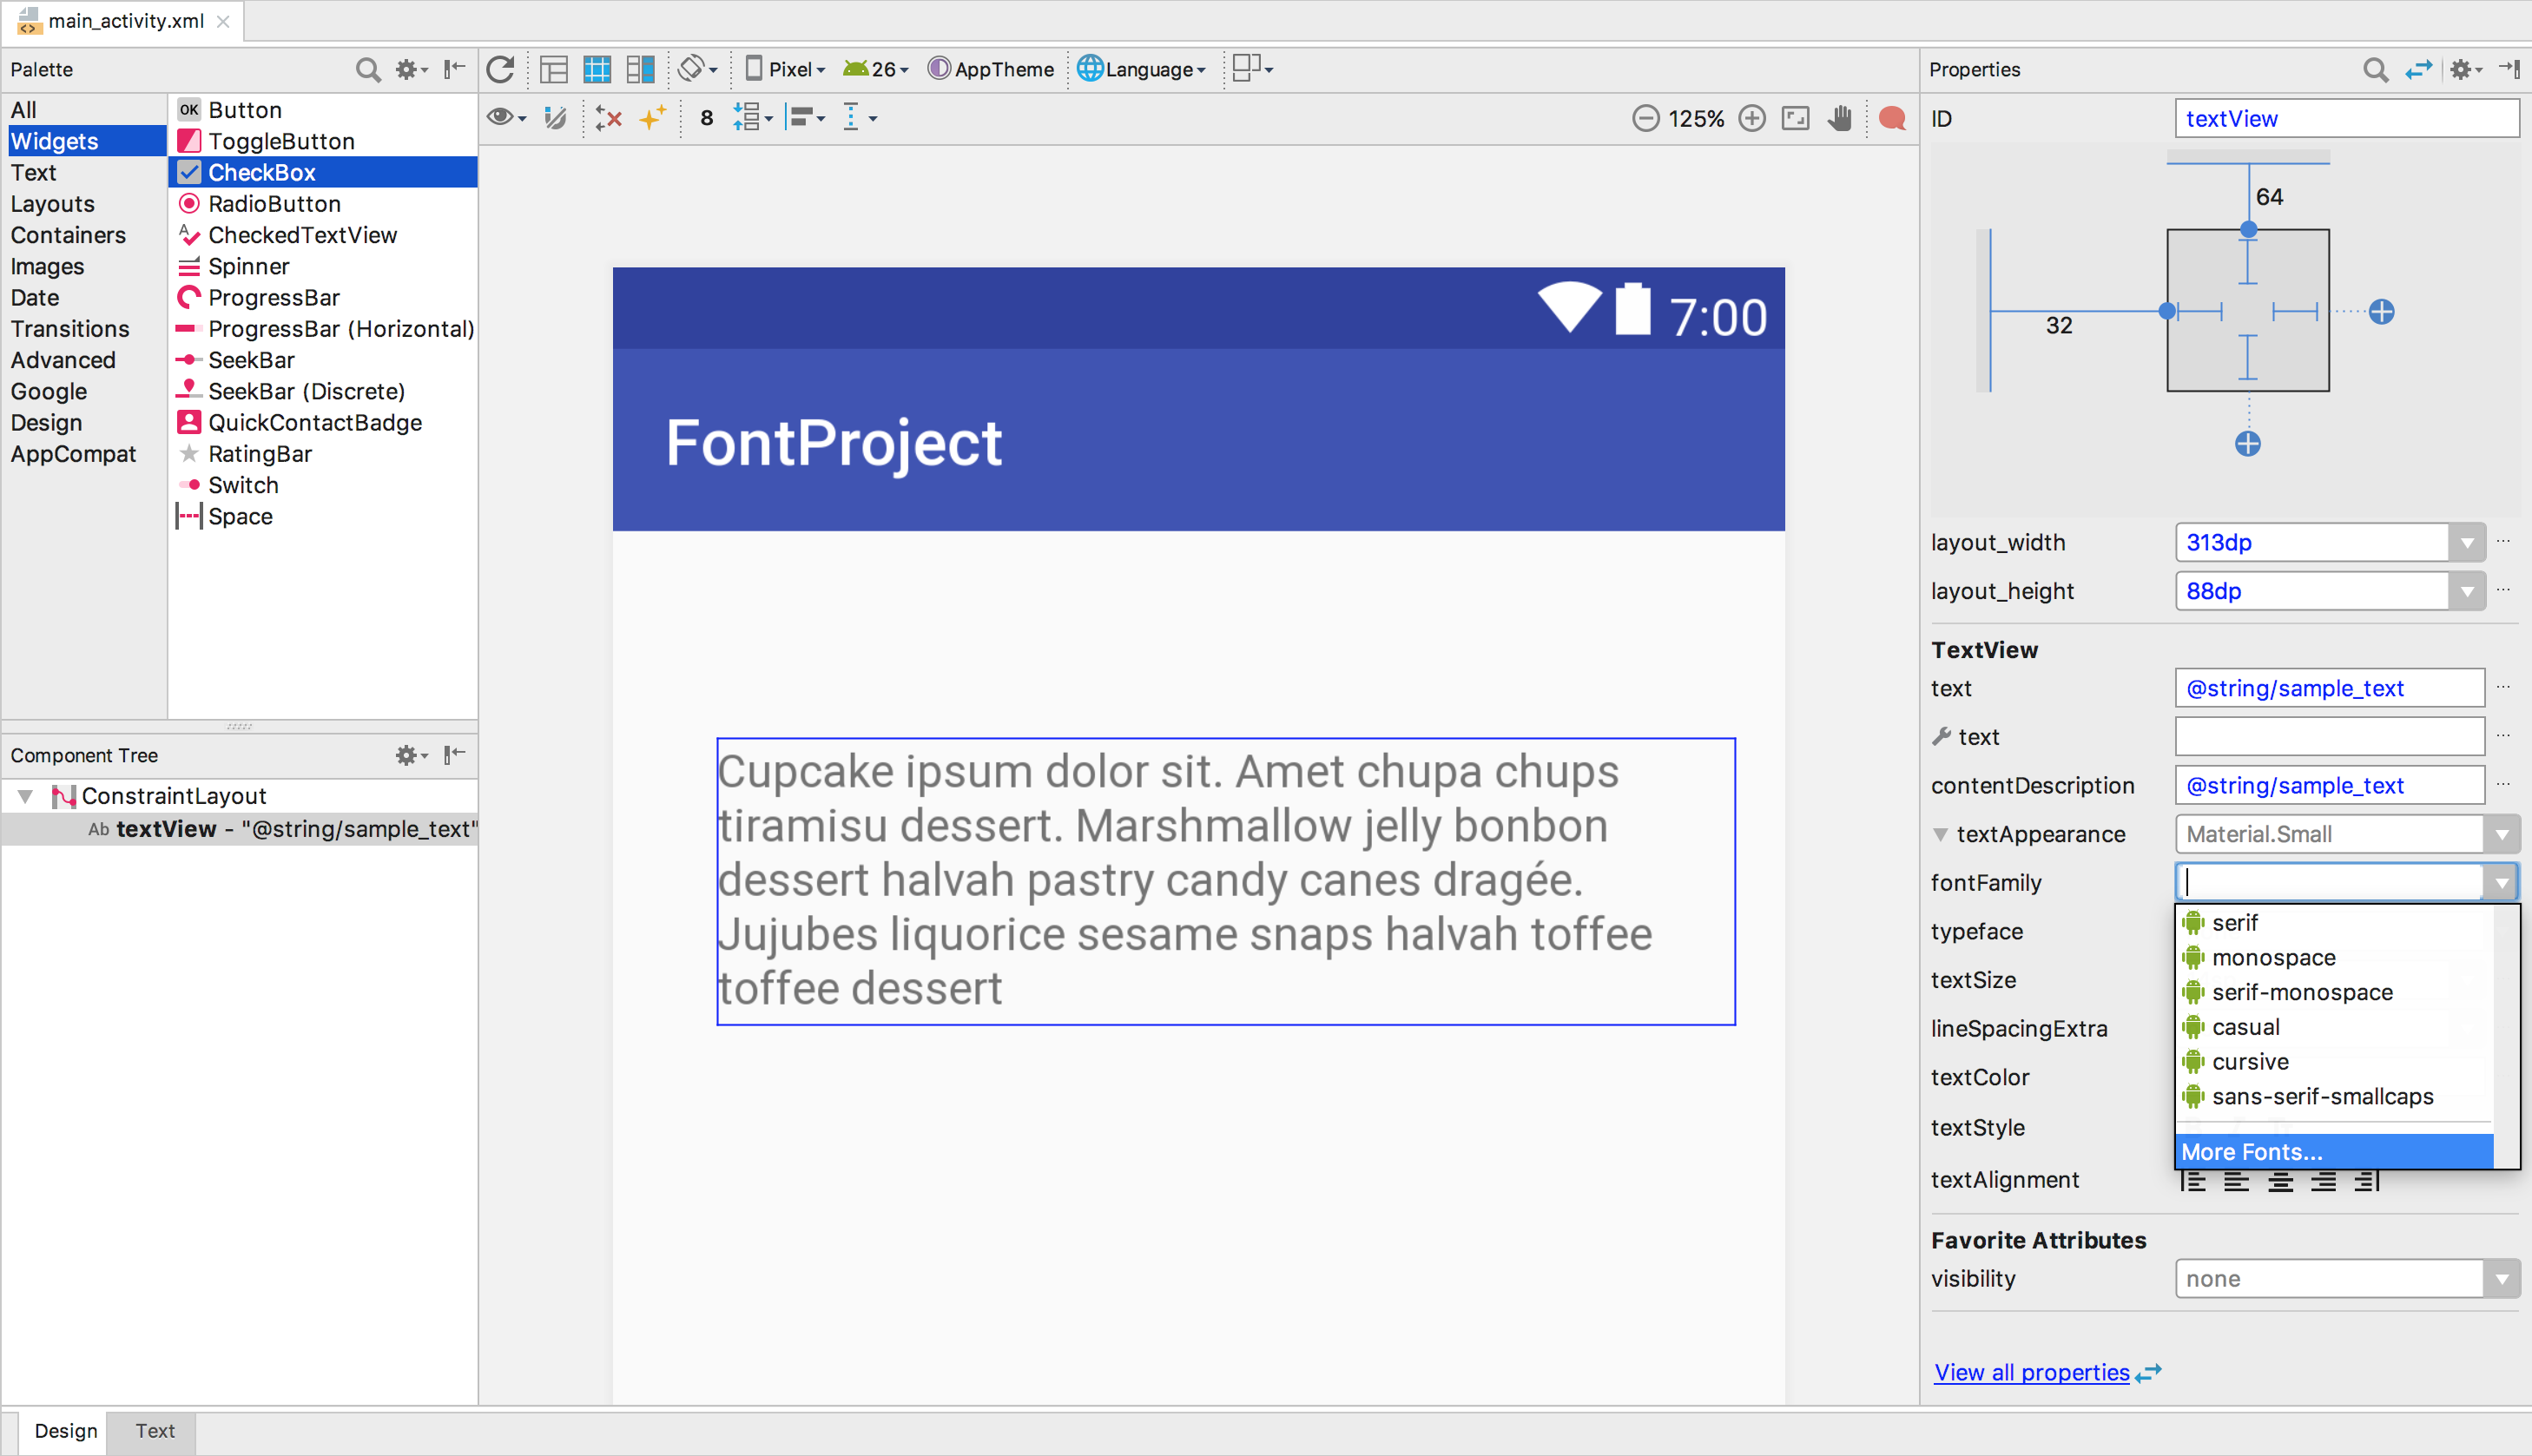 main_activity.xml
Palette
All
Widgets
Text
Layouts
Containers
Images
Date
Transitions
Advanced
Google
Design
AppCompat
OK Button
ToggleButton
CheckBox
RadioButton
A CheckedTextView
Spinner
ProgressBar
ProgressBar (Horizontal)
SeekBar
SeekBar (Discrete)
QuickContactBadge
RatingBar
Switch
Space
Component Tree
ConstraintLayout
Ab textView - "@string/sample_text"
Pixel 26 AppTheme Language
8 125%
7:00
FontProject
Cupcake ipsum dolor sit. Amet chupa chups
tiramisu dessert. Marshmallow jelly bonbon
dessert halvah pastry candy canes dragée.
Jujubes liquorice sesame snaps halvah toffee
toffee dessert
Properties
ID textView
64
32
layout_width 313dp ...
layout_height 88dp ...
TextView
text @string/sample_text ...
text ...
contentDescription @string/sample_text ...
textAppearance Material.Small
fontFamily
typeface
textSize
lineSpacingExtra
textColor
textStyle
textAlignment
serif
monospace
serif-monospace
casual
cursive
sans-serif-smallcaps
More Fonts...
Favorite Attributes
visibility none
View all properties
Design Text